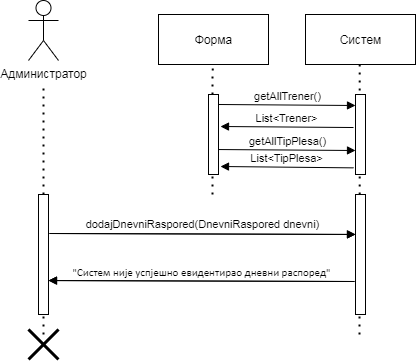 Форма
Систем
Администратор
getAllTrener()
List<Trener>
getAllTipPlesa()
List<TipPlesa>
dodajDnevniRaspored(DnevniRaspored dnevni)
"Систем није успјешно евидентирао дневни распоред"